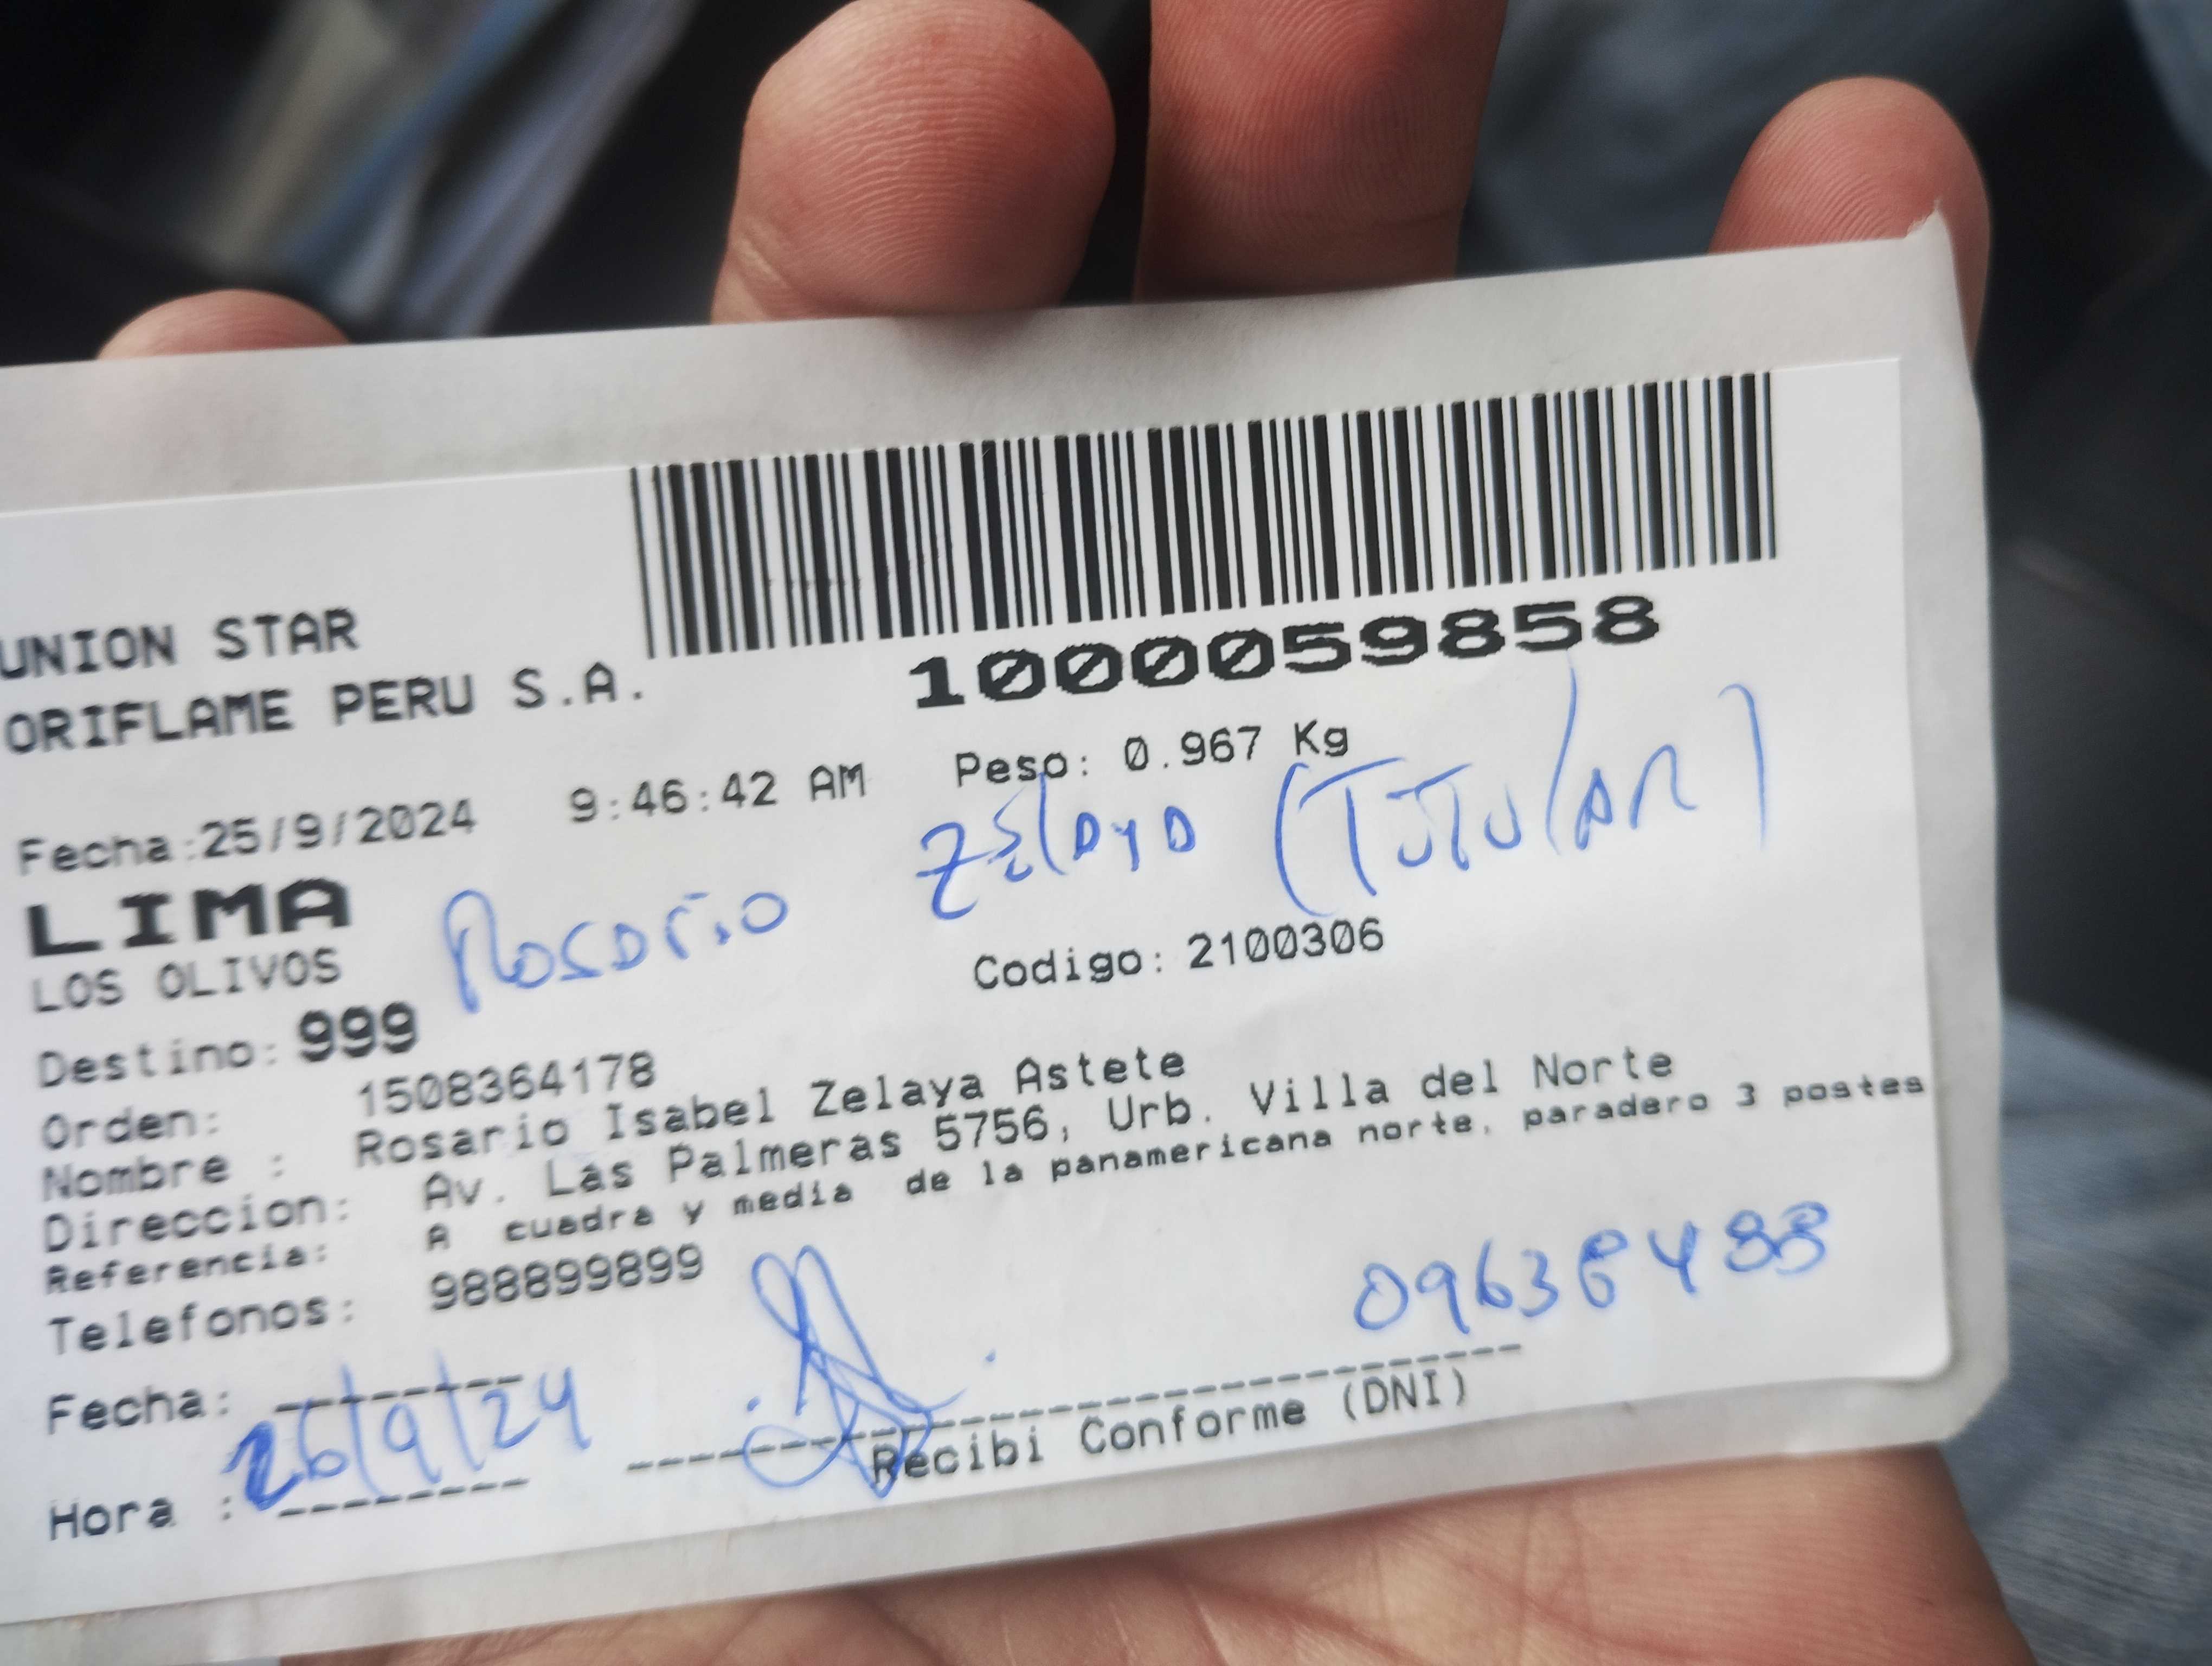 UNION STAR
ORIFLAME PERU S.A.
1000059858
Fecha:25/9/2024 9:46:42 AM Peso: 0.967 Kg
LIMA
Rosario Zelaya (TiTulAR)
LOS OLIVOS
Codigo: 2100306
Destino: 999
Orden: 1508364178
Nombre : Rosario Isabel Zelaya Astete
Direccion: Av. Las Palmeras 5756, Urb. Villa del Norte
Referencia: A cuadra y media de la panamericana norte, paradero 3 postes
Telefonos: 988899899
Fecha:
26/9/24
Recibi Conforme (DNI)
Hora :